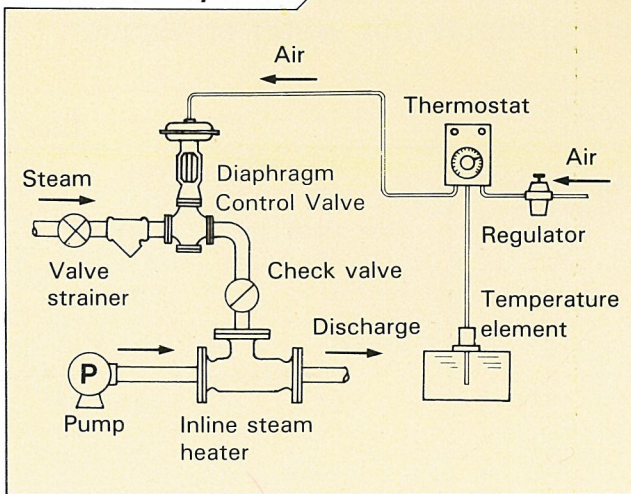 Air
Thermostat
Air
Steam
Diaphragm
Control Valve
Regulator
Valve
strainer
Check valve
Temperature
element
Discharge
P
Pump
Inline steam
heater